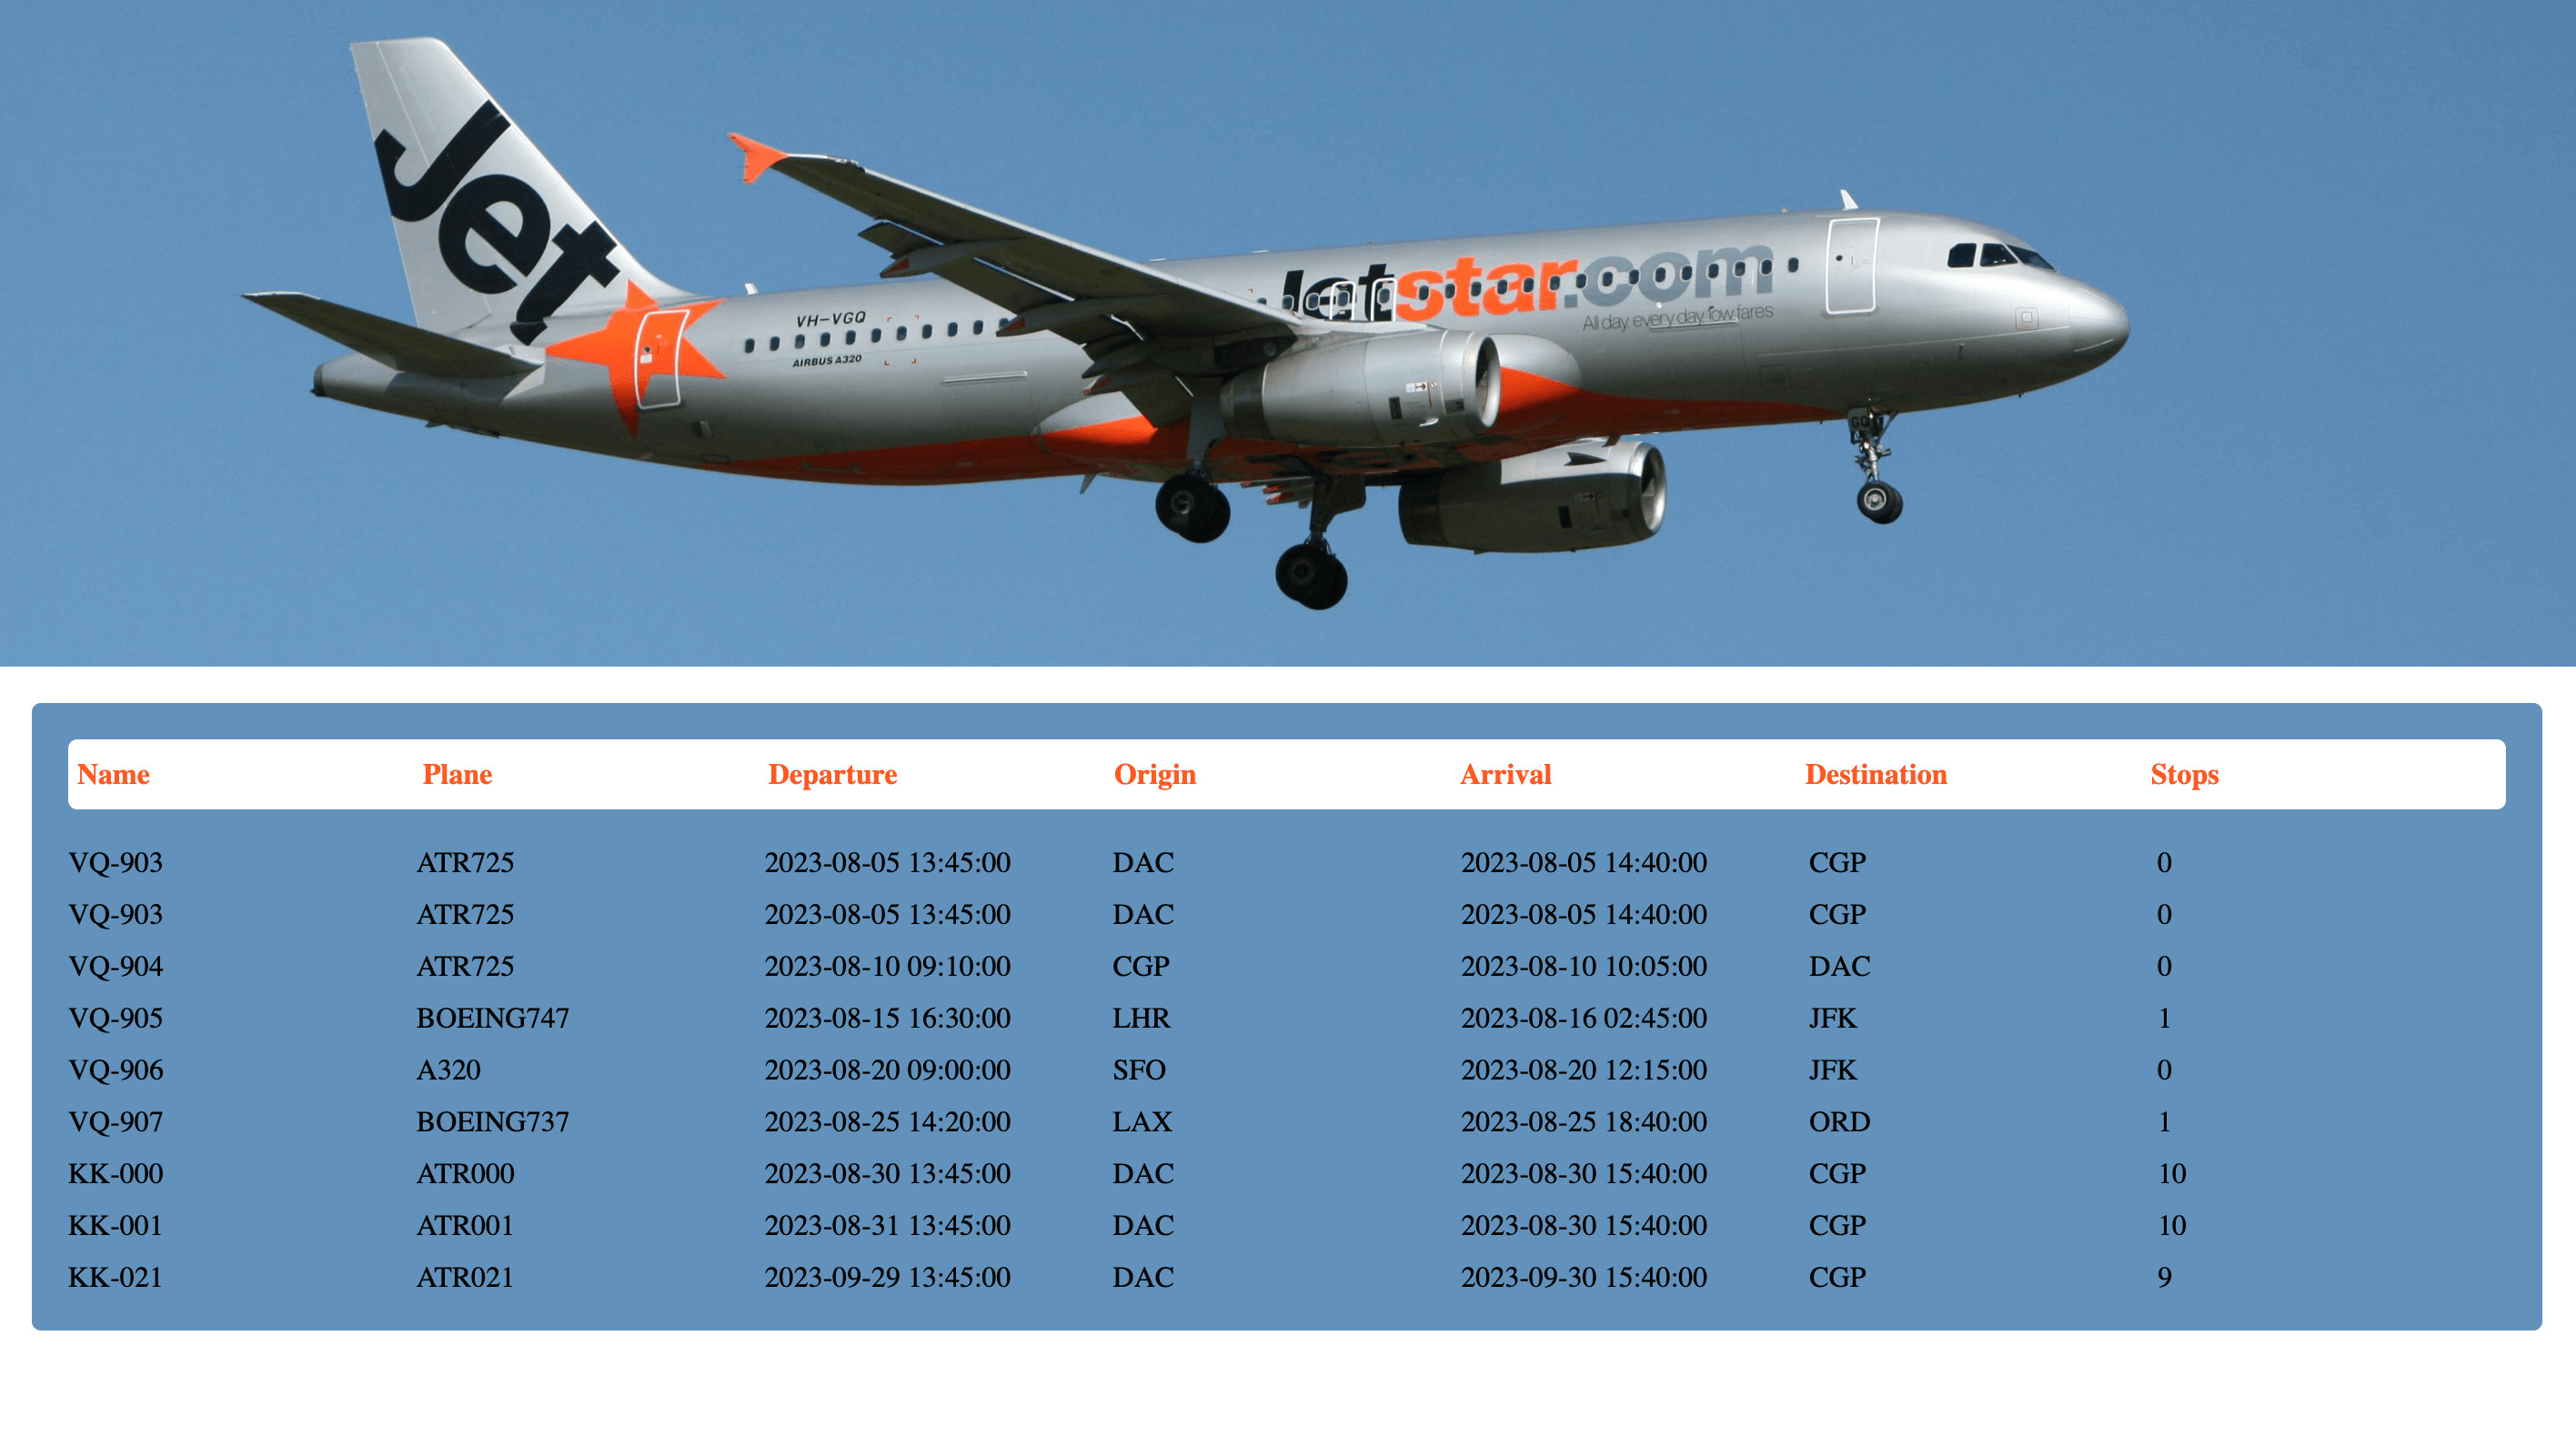 Jet
VH-VGQ
AIRBUS A320
Jetstar.com
All day every day low fares
GQ
Name Plane Departure Origin Arrival Destination Stops
VQ-903 ATR725 2023-08-05 13:45:00 DAC 2023-08-05 14:40:00 CGP 0
VQ-903 ATR725 2023-08-05 13:45:00 DAC 2023-08-05 14:40:00 CGP 0
VQ-904 ATR725 2023-08-10 09:10:00 CGP 2023-08-10 10:05:00 DAC 0
VQ-905 BOEING747 2023-08-15 16:30:00 LHR 2023-08-16 02:45:00 JFK 1
VQ-906 A320 2023-08-20 09:00:00 SFO 2023-08-20 12:15:00 JFK 0
VQ-907 BOEING737 2023-08-25 14:20:00 LAX 2023-08-25 18:40:00 ORD 1
KK-000 ATR000 2023-08-30 13:45:00 DAC 2023-08-30 15:40:00 CGP 10
KK-001 ATR001 2023-08-31 13:45:00 DAC 2023-08-30 15:40:00 CGP 10
KK-021 ATR021 2023-09-29 13:45:00 DAC 2023-09-30 15:40:00 CGP 9